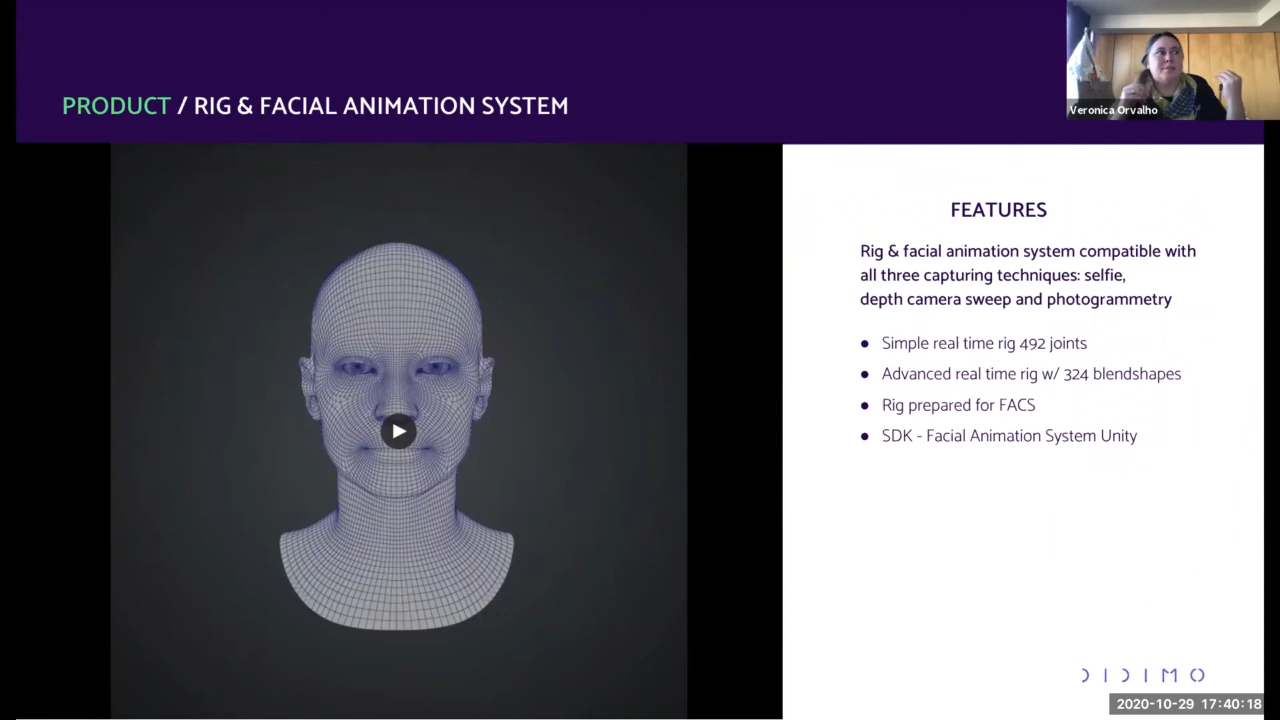 Veronica Orvalho
PRODUCT / RIG & FACIAL ANIMATION SYSTEM
FEATURES
Rig & facial animation system compatible with
all three capturing techniques: selfie,
depth camera sweep and photogrammetry
● Simple real time rig 492 joints
● Advanced real time rig w/ 324 blendshapes
● Rig prepared for FACS
● SDK - Facial Animation System Unity
DIDIMO
2020-10-29 17:40:18